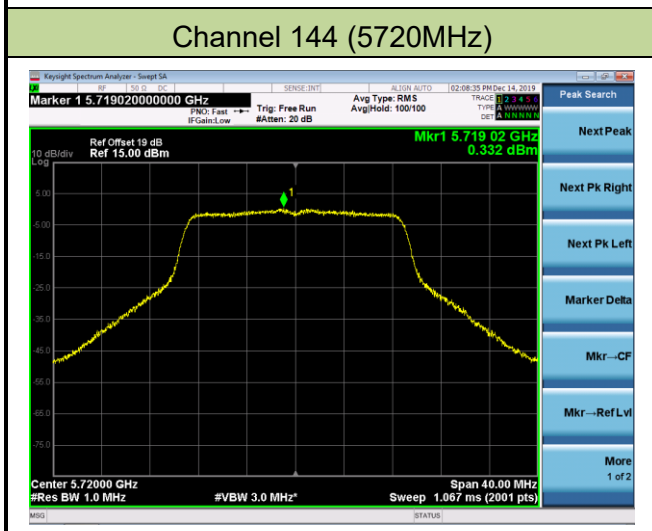 Channel 144 (5720MHz)
Keysight Spectrum Analyzer - Swept SA
RF 50 Ω DC SENSE:INT ALIGN AUTO 02:08:35 PM Dec 14, 2019
Marker 1 5.719020000000 GHz
PNO: Fast
IFGain:Low
Trig: Free Run
#Atten: 20 dB
Avg Type: RMS
Avg|Hold: 100/100
TRACE 1 2 3 4 5 6
TYPE A WWWWW
DET A N N N N N
Peak Search
Mkr1 5.719 02 GHz
0.332 dBm
Ref Offset 19 dB
10 dB/div Ref 15.00 dBm
Log
1
5.00
-5.00
-15.0
-25.0
-35.0
-45.0
-55.0
-65.0
-75.0
Center 5.72000 GHz Span 40.00 MHz
#Res BW 1.0 MHz #VBW 3.0 MHz* Sweep 1.067 ms (2001 pts)
MSG STATUS
Next Peak
Next Pk Right
Next Pk Left
Marker Delta
Mkr→CF
Mkr→Ref Lvl
More
1 of 2